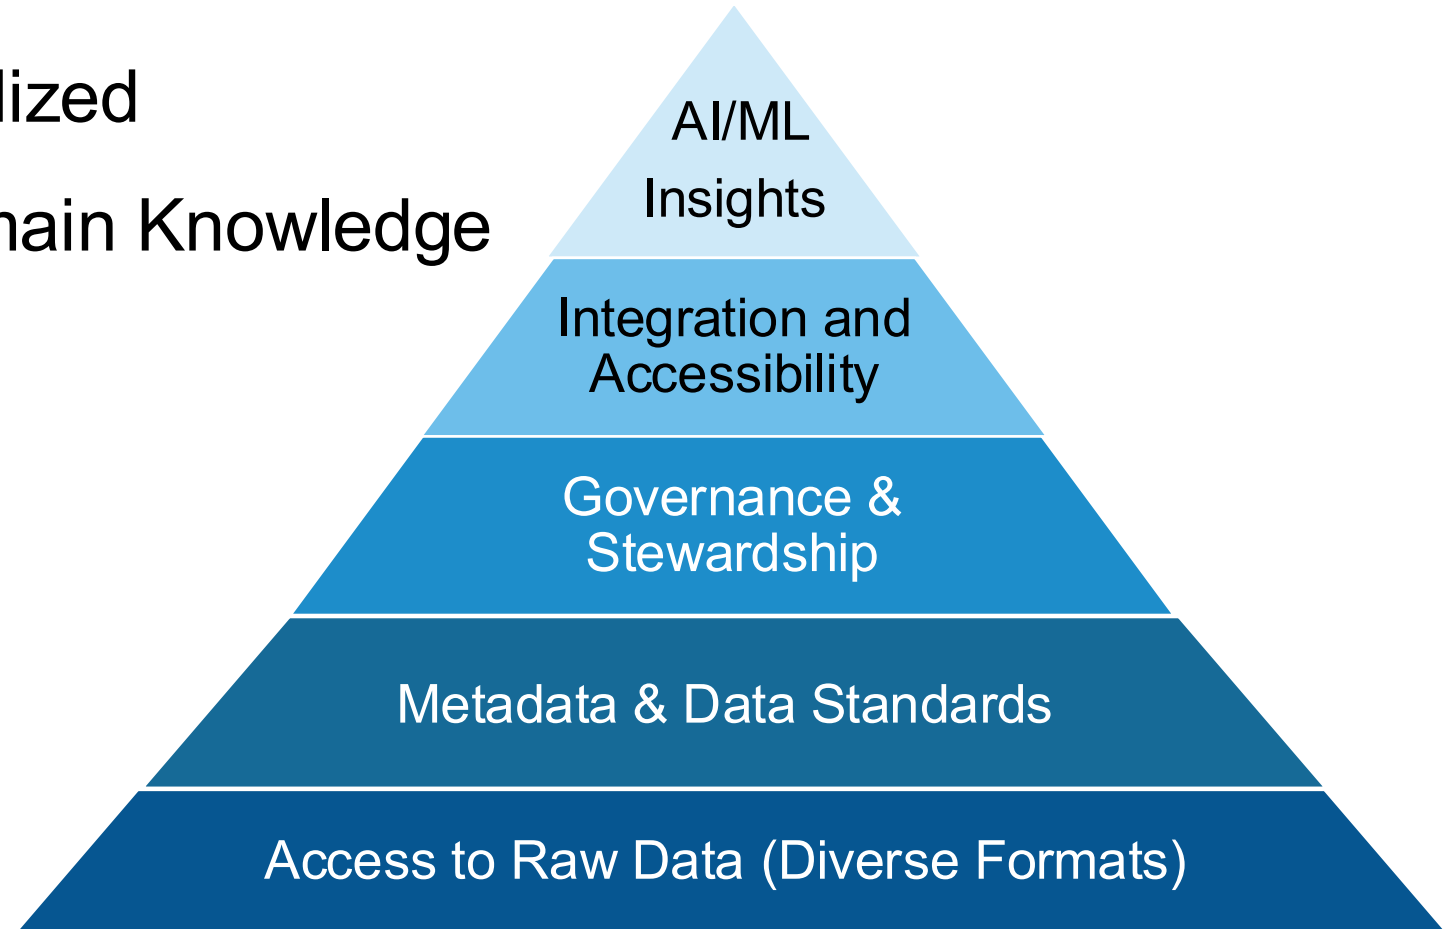 lized
main Knowledge
AI/ML
Insights
Integration and
Accessibility
Governance &
Stewardship
Metadata & Data Standards
Access to Raw Data (Diverse Formats)